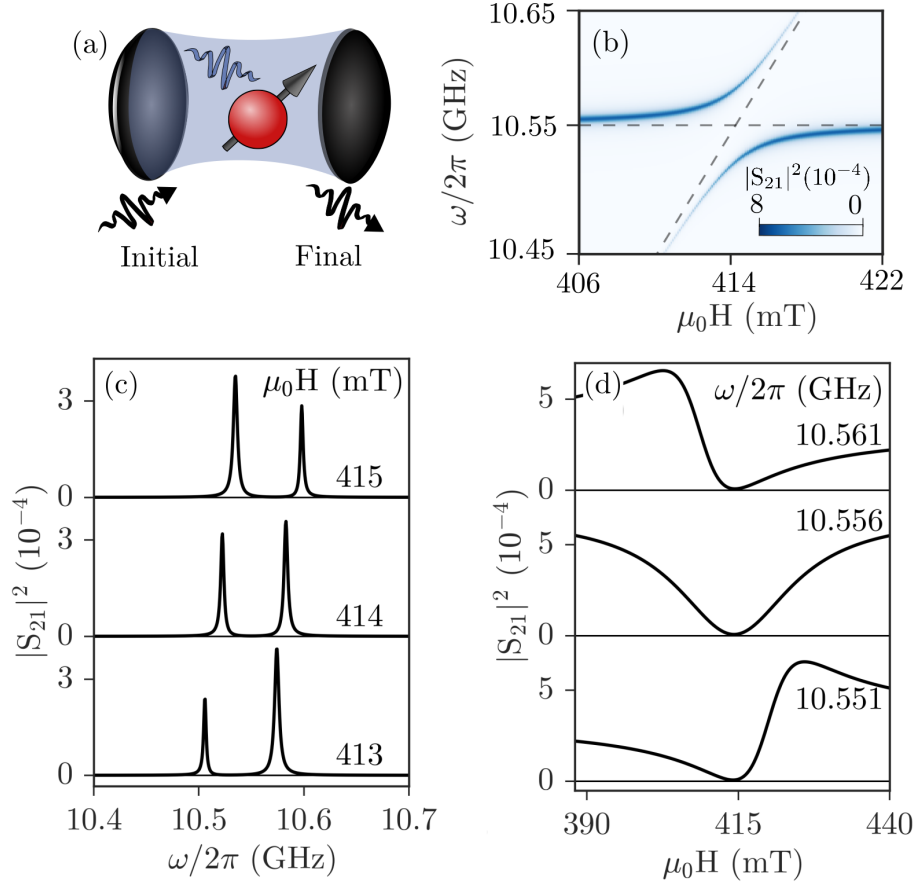 (a)
Initial
Final
(b)
10.65
10.55
10.45
ω/2π (GHz)
|S₂₁|²(10⁻⁴)
8 0
406 414 422
μ₀H (mT)
(c)
μ₀H (mT)
415
414
413
3
0
3
0
3
0
|S₂₁|² (10⁻⁴)
10.4 10.5 10.6 10.7
ω/2π (GHz)
(d)
ω/2π (GHz)
10.561
10.556
10.551
5
0
5
0
5
0
|S₂₁|² (10⁻⁴)
390 415 440
μ₀H (mT)